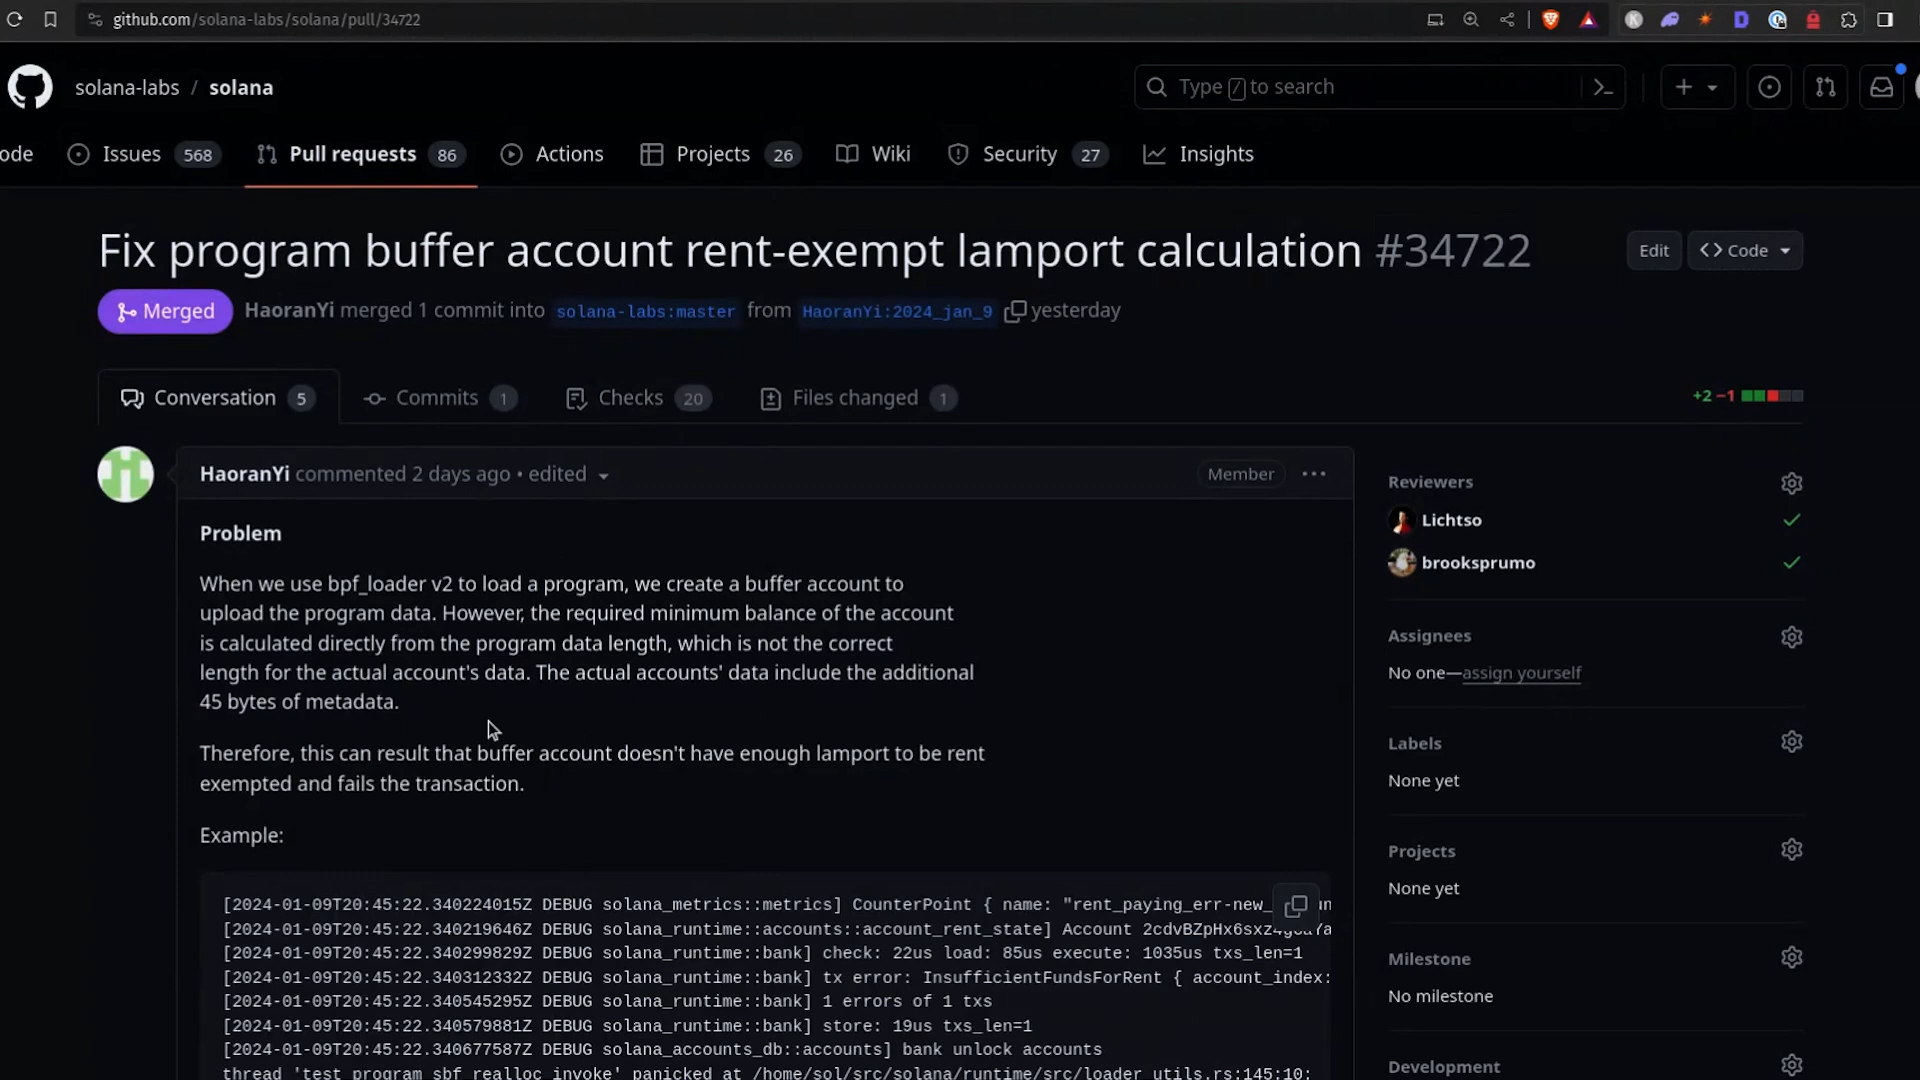 github.com/solana-labs/solana/pull/34722
solana-labs / solana
Type / to search
ode
Issues 568
Pull requests 86
Actions
Projects 26
Wiki
Security 27
Insights
Fix program buffer account rent-exempt lamport calculation #34722
Edit
<> Code
Merged
HaoranYi merged 1 commit into solana-labs:master from HaoranYi:2024_jan_9 yesterday
Conversation 5
Commits 1
Checks 20
Files changed 1
+2 −1
HaoranYi commented 2 days ago • edited
Member
Problem
When we use bpf_loader v2 to load a program, we create a buffer account to
upload the program data. However, the required minimum balance of the account
is calculated directly from the program data length, which is not the correct
length for the actual account's data. The actual accounts' data include the additional
45 bytes of metadata.
Therefore, this can result that buffer account doesn't have enough lamport to be rent
exempted and fails the transaction.
Example:
[2024-01-09T20:45:22.340224015Z DEBUG solana_metrics::metrics] CounterPoint { name: "rent_paying_err-new_
[2024-01-09T20:45:22.340219646Z DEBUG solana_runtime::accounts::account_rent_state] Account
[2024-01-09T20:45:22.340299829Z DEBUG solana_runtime::bank] check: 22us load: 85us execute: 1035us txs_len=1
[2024-01-09T20:45:22.340312332Z DEBUG solana_runtime::bank] tx error: InsufficientFundsForRent { account_index:
[2024-01-09T20:45:22.340545295Z DEBUG solana_runtime::bank] 1 errors of 1 txs
[2024-01-09T20:45:22.340579881Z DEBUG solana_runtime::bank] store: 19us txs_len=1
[2024-01-09T20:45:22.340677587Z DEBUG solana_accounts_db::accounts] bank unlock accounts
thread 'test_program_sbf_realloc_invoke' panicked at /home/sol/src/solana/runtime/src/loader_utils.rs:145:10:
Reviewers
Lichtso
brooksprumo
Assignees
No one—assign yourself
Labels
None yet
Projects
None yet
Milestone
No milestone
Development